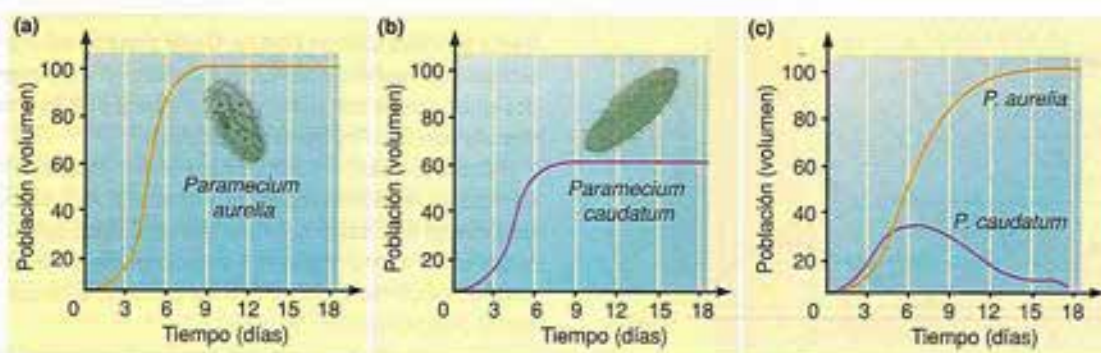 (a)
Población (volumen)
100
80
60
40
20
0
3
6
9
12
15
18
Tiempo (días)
Paramecium
aurelia
(b)
Población (volumen)
100
80
60
40
20
0
3
6
9
12
15
18
Tiempo (días)
Paramecium
caudatum
(c)
Población (volumen)
100
80
60
40
20
0
3
6
9
12
15
18
Tiempo (días)
P. aurelia
P. caudatum